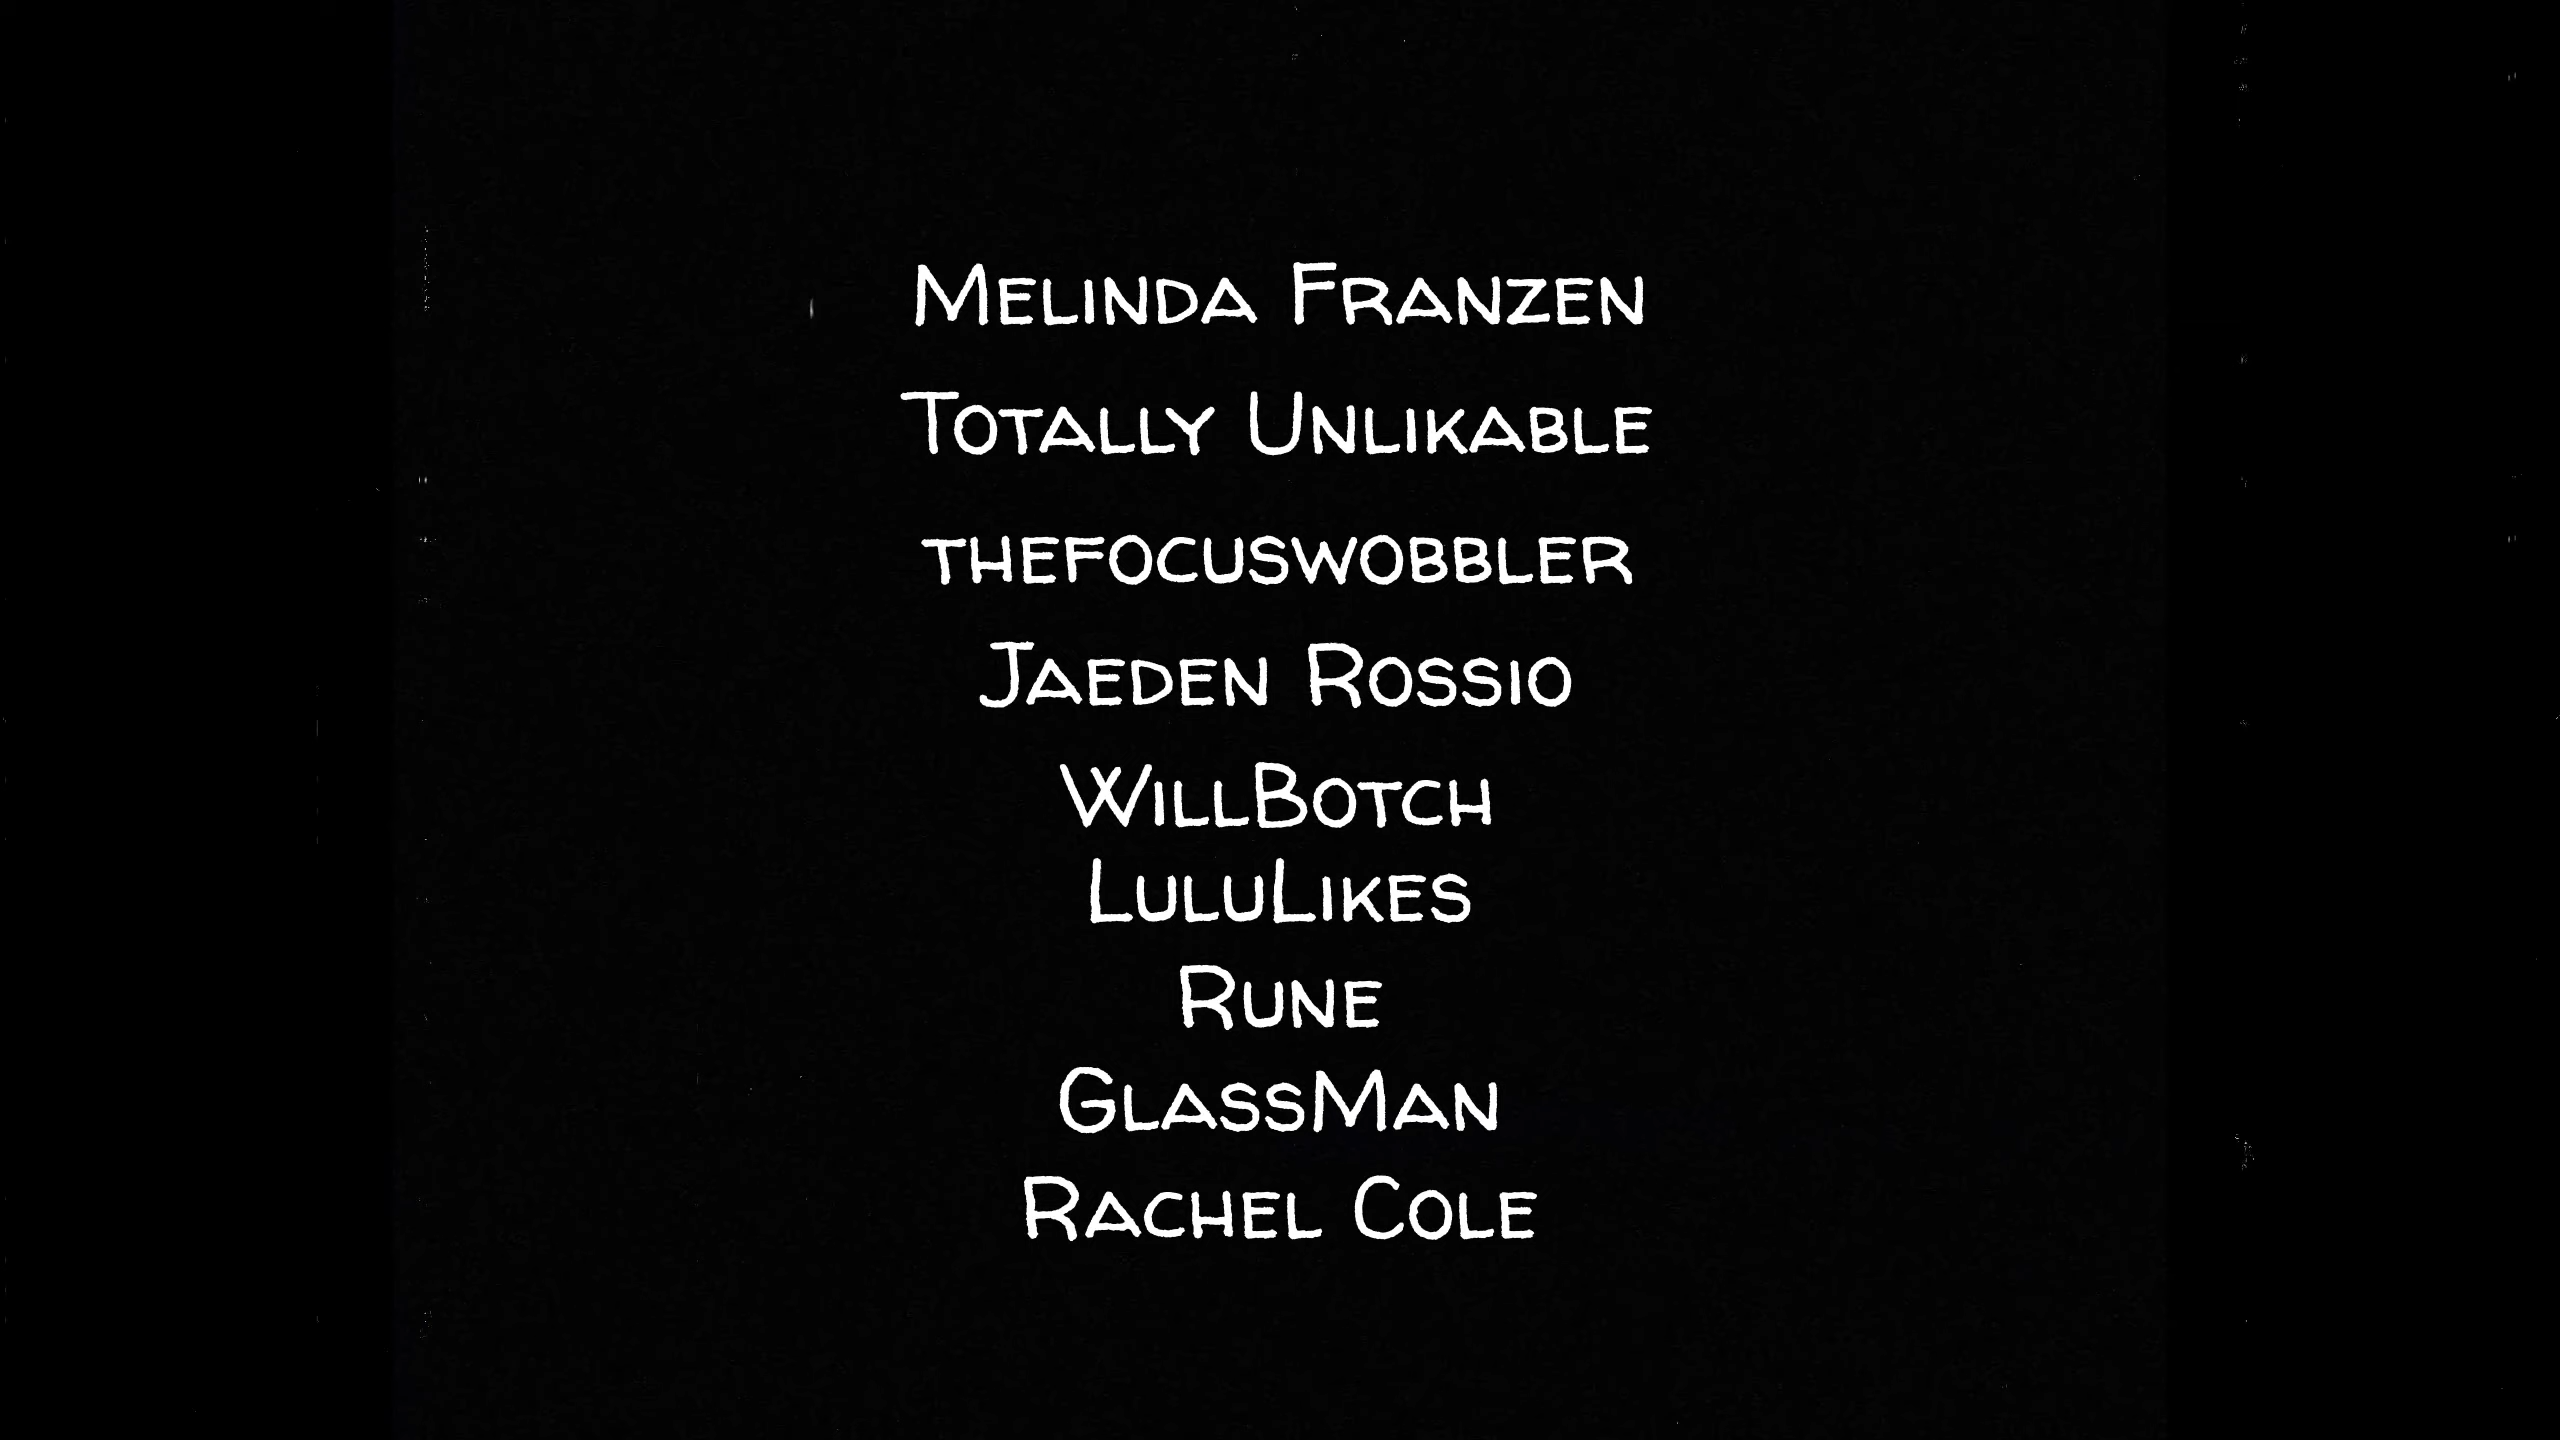 Melinda Franzen
Totally Unlikable
thefocuswobbler
Jaeden Rossio
WillBotch
LuluLikes
Rune
GlassMan
Rachel Cole